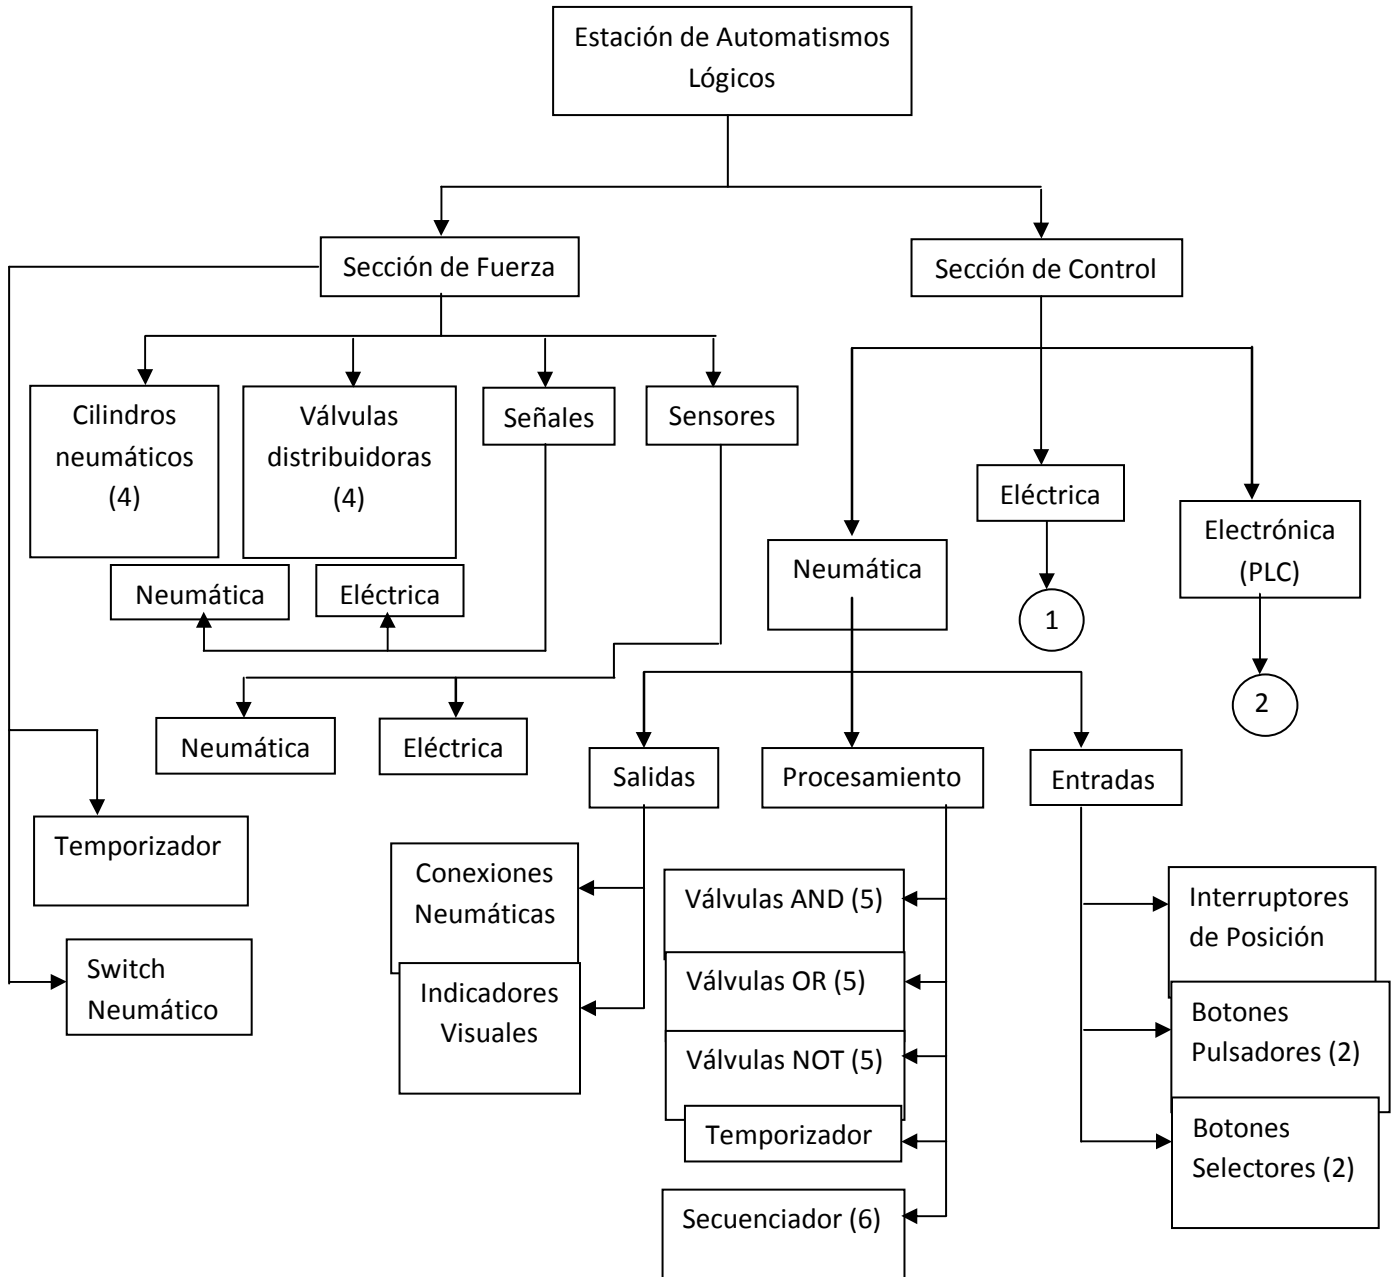 Estación de Automatismos
Lógicos
Sección de Fuerza
Sección de Control
Cilindros
neumáticos
(4)
Válvulas
distribuidoras
(4)
Señales
Sensores
Eléctrica
Electrónica
(PLC)
Neumática
Neumática
Eléctrica
1
2
Neumática
Eléctrica
Salidas
Procesamiento
Entradas
Temporizador
Switch
Neumático
Conexiones
Neumáticas
Indicadores
Visuales
Válvulas AND (5)
Válvulas OR (5)
Válvulas NOT (5)
Temporizador
Secuenciador (6)
Interruptores
de Posición
Botones
Pulsadores (2)
Botones
Selectores (2)